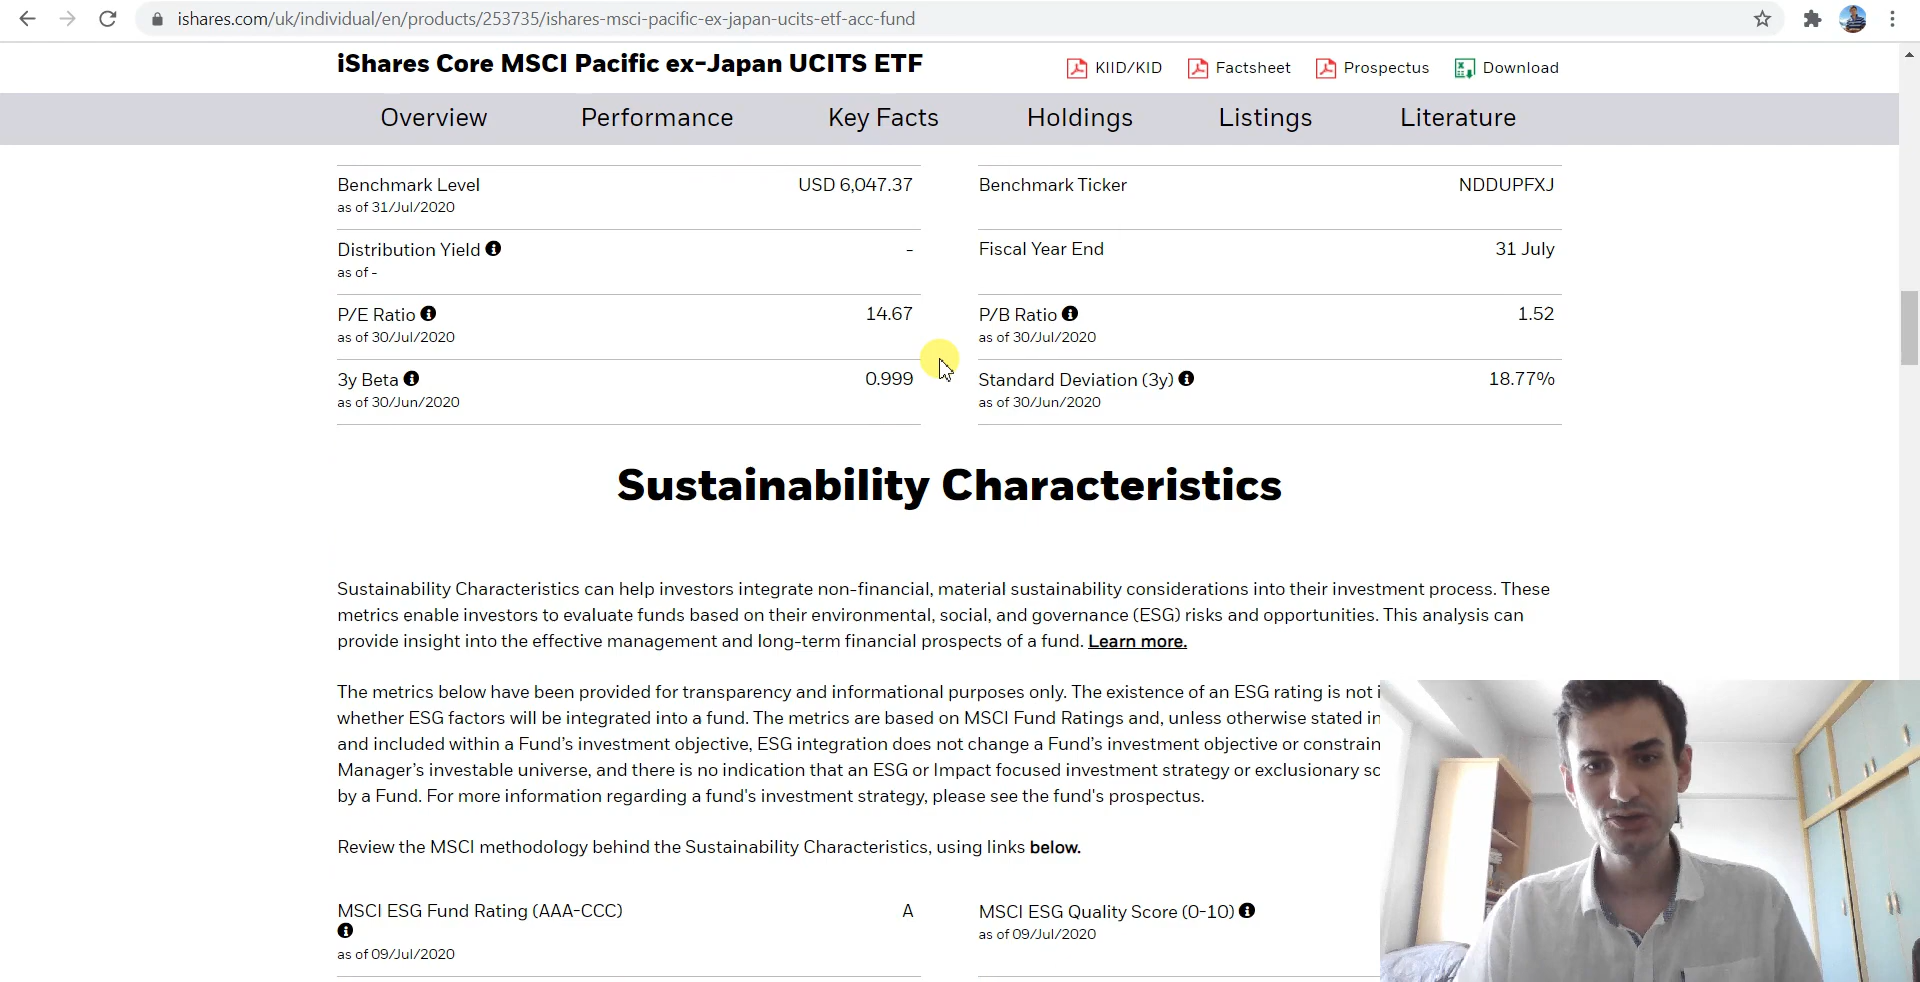 ishares.com/uk/individual/en/products/253735/ishares-msci-pacific-ex-japan-ucits-etf-acc-fund
iShares Core MSCI Pacific ex-Japan UCITS ETF
KIID/KID Factsheet Prospectus Download
Overview Performance Key Facts Holdings Listings Literature
Benchmark Level USD 6,047.37
as of 31/Jul/2020
Benchmark Ticker NDDUPFXJ
Distribution Yield -
as of -
Fiscal Year End 31 July
P/E Ratio 14.67
as of 30/Jul/2020
P/B Ratio 1.52
as of 30/Jul/2020
3y Beta 0.999
as of 30/Jun/2020
Standard Deviation (3y) 18.77%
as of 30/Jun/2020
Sustainability Characteristics
Sustainability Characteristics can help investors integrate non-financial, material sustainability considerations into their investment process. These
metrics enable investors to evaluate funds based on their environmental, social, and governance (ESG) risks and opportunities. This analysis can
provide insight into the effective management and long-term financial prospects of a fund. Learn more.
The metrics below have been provided for transparency and informational purposes only. The existence of an ESG rating is not
whether ESG factors will be integrated into a fund. The metrics are based on MSCI Fund Ratings and, unless otherwise stated in
and included within a Fund's investment objective, ESG integration does not change a Fund's investment objective or constrain
Manager's investable universe, and there is no indication that an ESG or Impact focused investment strategy or exclusionary
by a Fund. For more information regarding a fund's investment strategy, please see the fund's prospectus.
Review the MSCI methodology behind the Sustainability Characteristics, using links below.
MSCI ESG Fund Rating (AAA-CCC) A
as of 09/Jul/2020
MSCI ESG Quality Score (0-10)
as of 09/Jul/2020